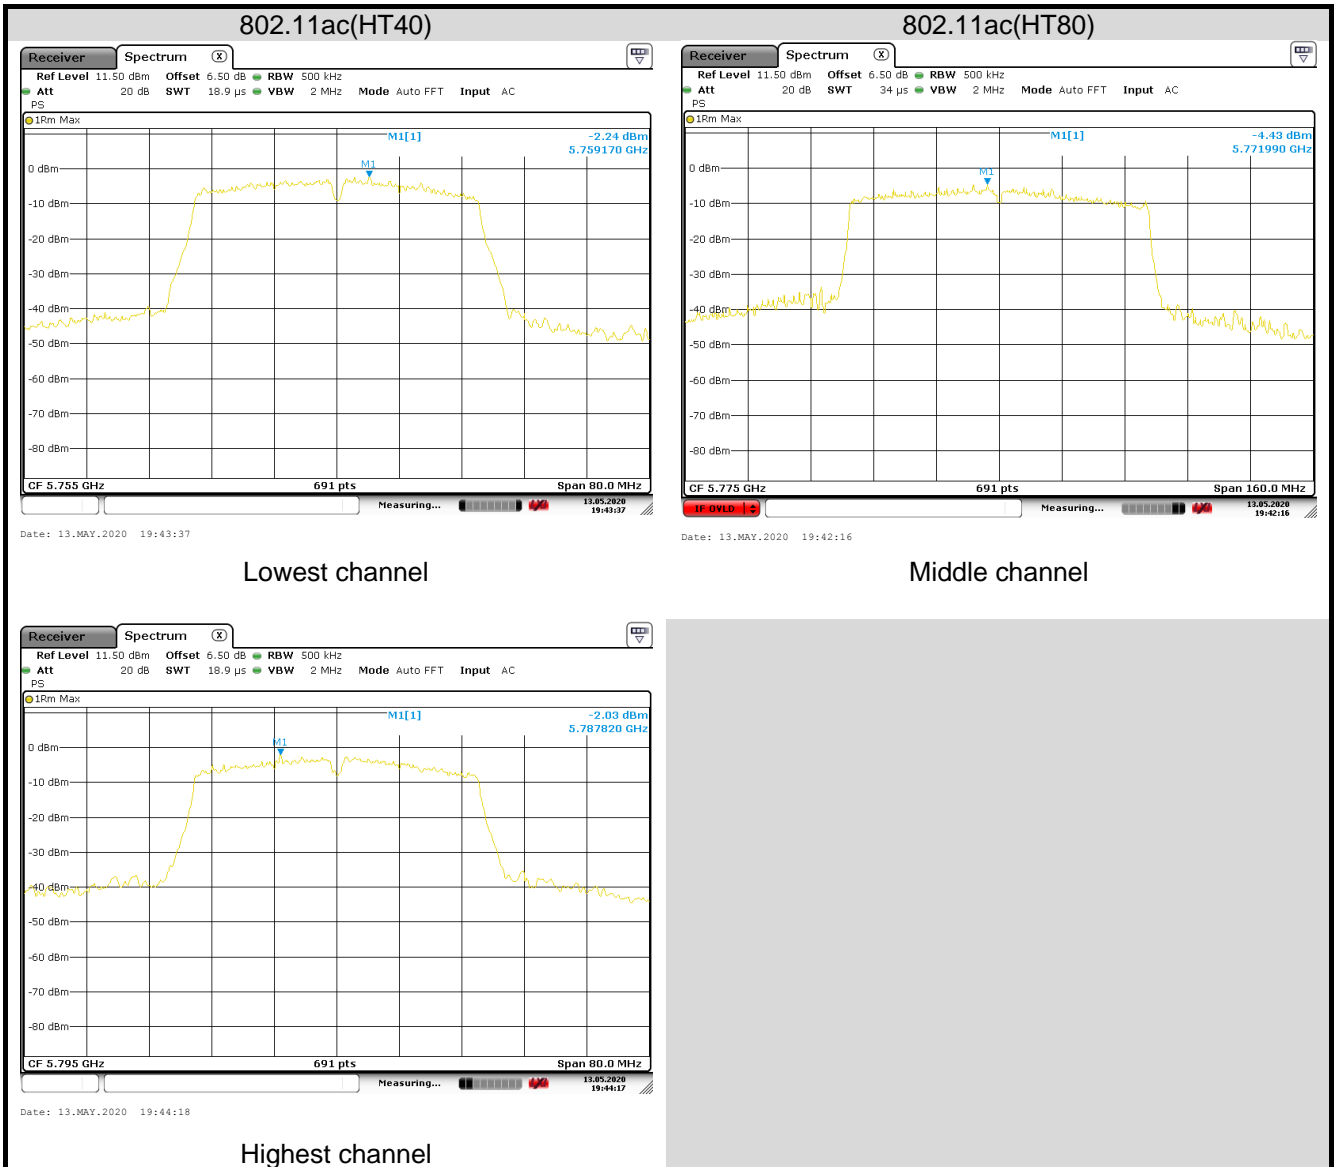 802.11ac(HT40)
802.11ac(HT80)
Receiver Spectrum X
Ref Level 11.50 dBm Offset 6.50 dB RBW 500 kHz
Att 20 dB SWT 18.9 µs VBW 2 MHz Mode Auto FFT Input AC
PS
1Rm Max
M1[1] -2.24 dBm
5.759170 GHz
M1
0 dBm
-10 dBm
-20 dBm
-30 dBm
-40 dBm
-50 dBm
-60 dBm
-70 dBm
-80 dBm
CF 5.755 GHz 691 pts Span 80.0 MHz
Measuring... 13.05.2020
19:43:37
Date: 13.MAY.2020 19:43:37
Lowest channel
Receiver Spectrum X
Ref Level 11.50 dBm Offset 6.50 dB RBW 500 kHz
Att 20 dB SWT 34 µs VBW 2 MHz Mode Auto FFT Input AC
PS
1Rm Max
M1[1] -4.43 dBm
5.771990 GHz
M1
0 dBm
-10 dBm
-20 dBm
-30 dBm
-40 dBm
-50 dBm
-60 dBm
-70 dBm
-80 dBm
CF 5.775 GHz 691 pts Span 160.0 MHz
IF OVLD Measuring... 13.05.2020
19:42:16
Date: 13.MAY.2020 19:42:16
Middle channel
Receiver Spectrum X
Ref Level 11.50 dBm Offset 6.50 dB RBW 500 kHz
Att 20 dB SWT 18.9 µs VBW 2 MHz Mode Auto FFT Input AC
PS
1Rm Max
M1[1] -2.03 dBm
5.787820 GHz
M1
0 dBm
-10 dBm
-20 dBm
-30 dBm
-40 dBm
-50 dBm
-60 dBm
-70 dBm
-80 dBm
CF 5.795 GHz 691 pts Span 80.0 MHz
Measuring... 13.05.2020
19:44:17
Date: 13.MAY.2020 19:44:18
Highest channel